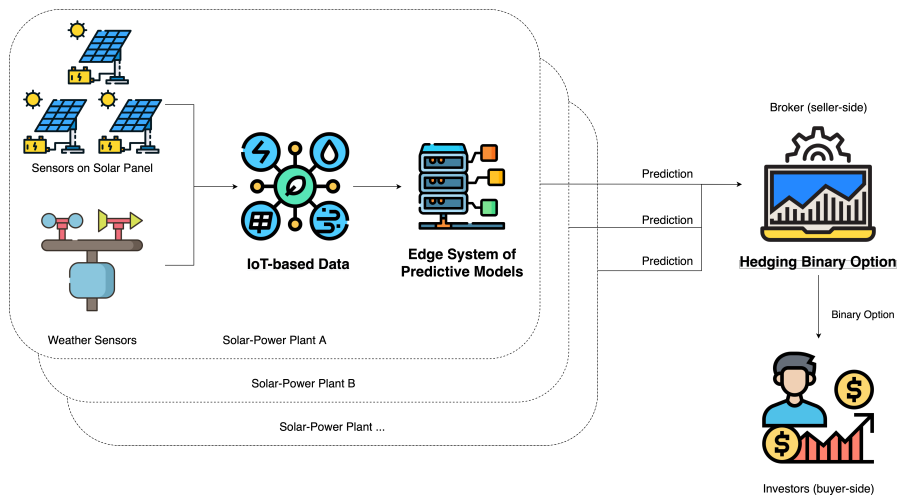 Broker (seller-side)
Sensors on Solar Panel
Prediction
Prediction
Prediction
IoT-based Data
Edge System of
Predictive Models
Hedging Binary Option
Binary Option
Weather Sensors
Solar-Power Plant A
Solar-Power Plant B
Solar-Power Plant ...
$
$
Investors (buyer-side)